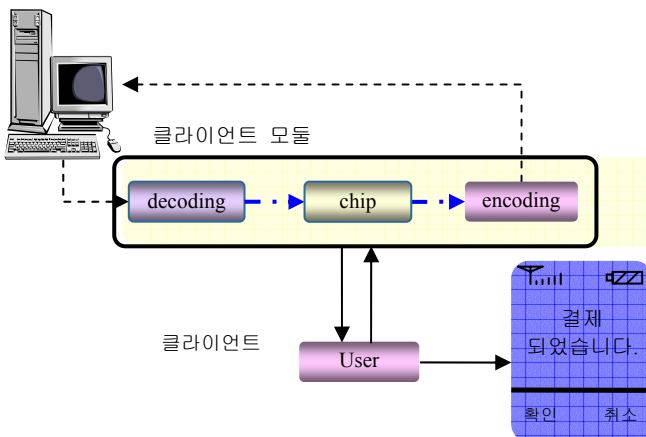 클라이언트 모둘
decoding
chip
encoding
클라이언트
User
결제
되었습니다.
확인 취소